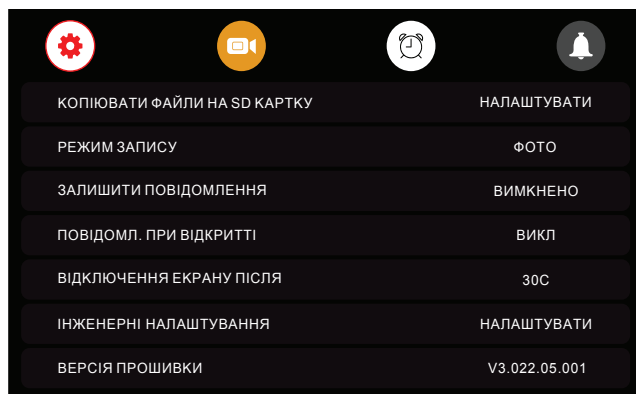 КОПІЮВАТИ ФАЙЛИ НА SD КАРТКУ НАЛАШТУВАТИ
РЕЖИМ ЗАПИСУ ФОТО
ЗАЛИШИТИ ПОВІДОМЛЕННЯ ВИМКНЕНО
ПОВІДОМЛ. ПРИ ВІДКРИТТІ ВИКЛ
ВІДКЛЮЧЕННЯ ЕКРАНУ ПІСЛЯ 30С
ІНЖЕНЕРНІ НАЛАШТУВАННЯ НАЛАШТУВАТИ
ВЕРСІЯ ПРОШИВКИ V3.022.05.001